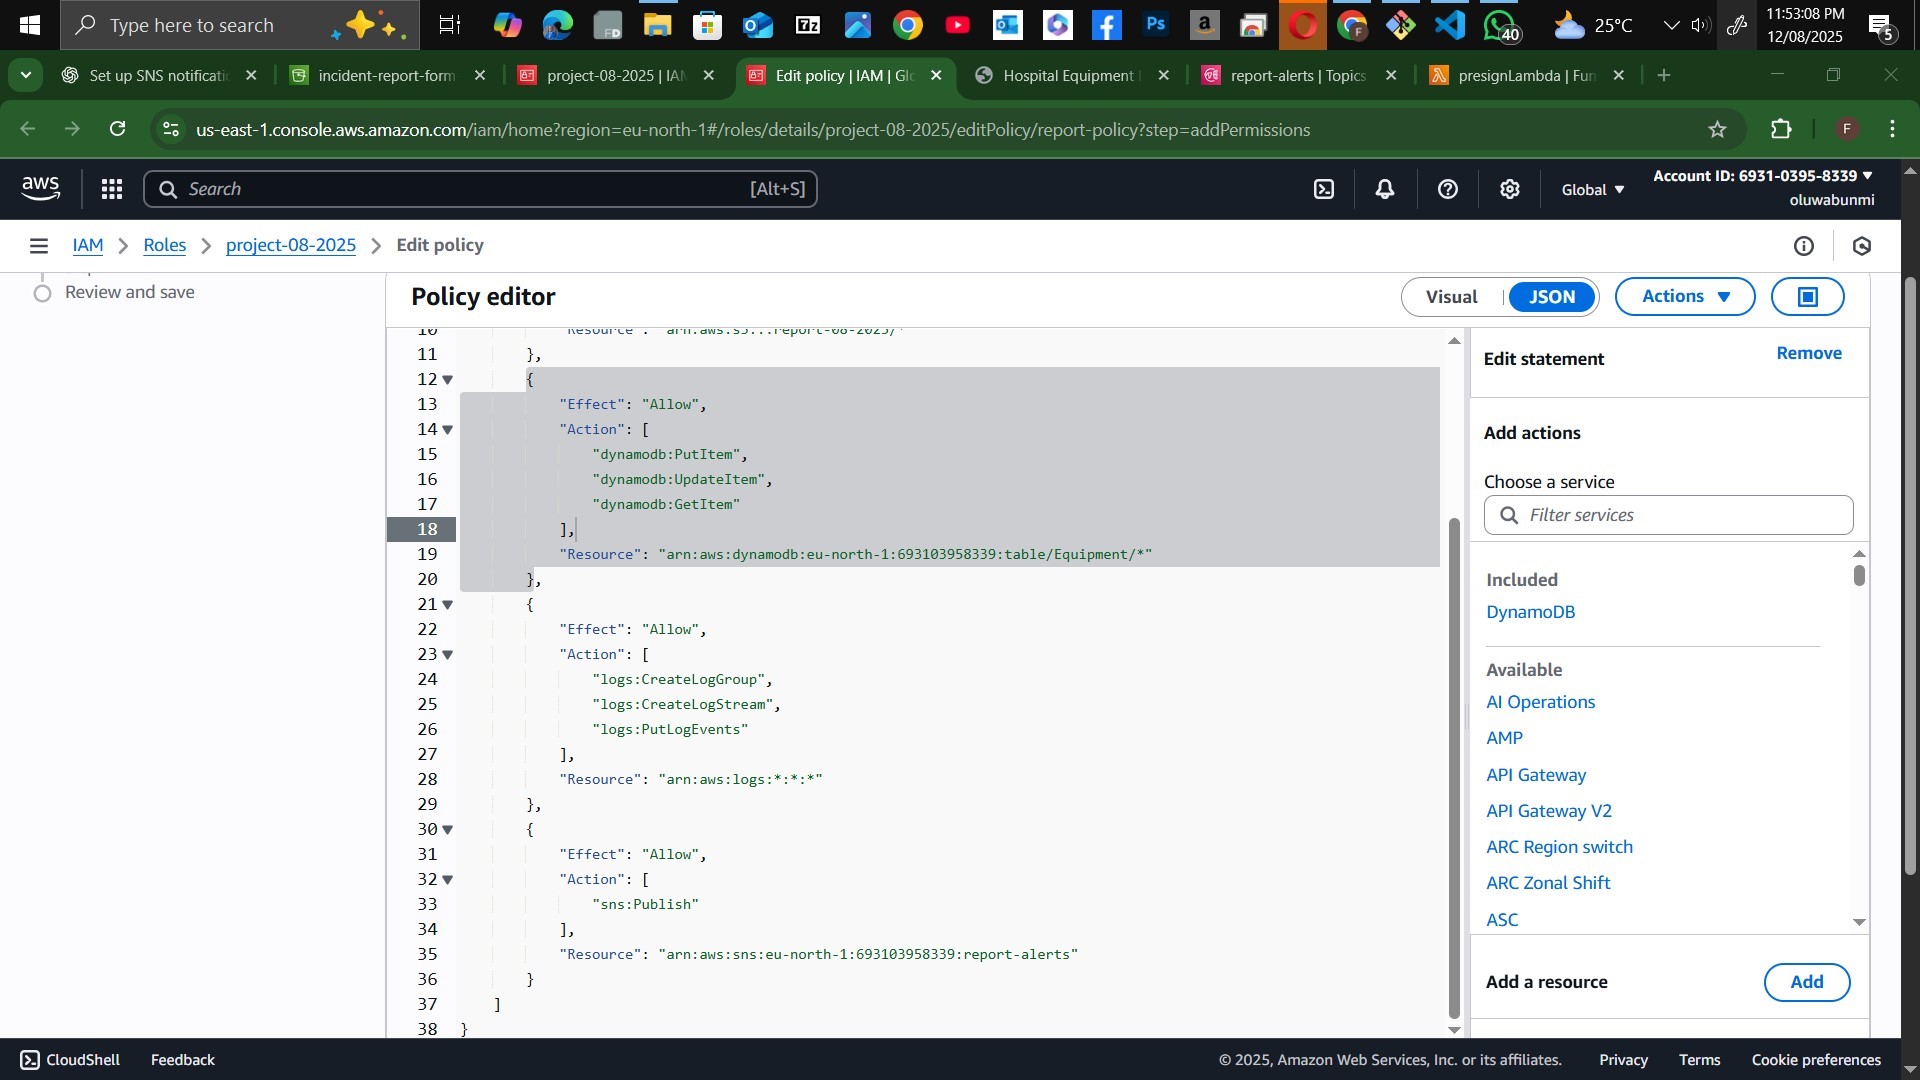 Type here to search
FD
7z
Ps
a
F
40
25°C
11:53:08 PM
12/08/2025
5
Set up SNS notificati
incident-report-form
project-08-2025 | IAM
Edit policy | IAM | Glo
Hospital Equipment
report-alerts | Topics
presignLambda | Fun
us-east-1.console.aws.amazon.com/iam/home?region=eu-north-1#/roles/details/project-08-2025/editPolicy/report-policy?step=addPermissions
F
aws
Search
[Alt+S]
Global
Account ID: 6931-0395-8339
oluwabunmi
IAM
Roles
project-08-2025
Edit policy
Review and save
Policy editor
Visual
JSON
Actions
10 "Resource": "arn:aws:s3:::report-08-2025/*"
11 },
12 {
13 "Effect": "Allow",
14 "Action": [
15 "dynamodb:PutItem",
16 "dynamodb:UpdateItem",
17 "dynamodb:GetItem"
18 ],
19 "Resource": "arn:aws:dynamodb:eu-north-1:693103958339:table/Equipment/*"
20 },
21 {
22 "Effect": "Allow",
23 "Action": [
24 "logs:CreateLogGroup",
25 "logs:CreateLogStream",
26 "logs:PutLogEvents"
27 ],
28 "Resource": "arn:aws:logs:*:*:*"
29 },
30 {
31 "Effect": "Allow",
32 "Action": [
33 "sns:Publish"
34 ],
35 "Resource": "arn:aws:sns:eu-north-1:693103958339:report-alerts"
36 }
37 ]
38 }
Edit statement
Remove
Add actions
Choose a service
Filter services
Included
DynamoDB
Available
AI Operations
AMP
API Gateway
API Gateway V2
ARC Region switch
ARC Zonal Shift
ASC
Add a resource
Add
CloudShell
Feedback
© 2025, Amazon Web Services, Inc. or its affiliates.
Privacy
Terms
Cookie preferences